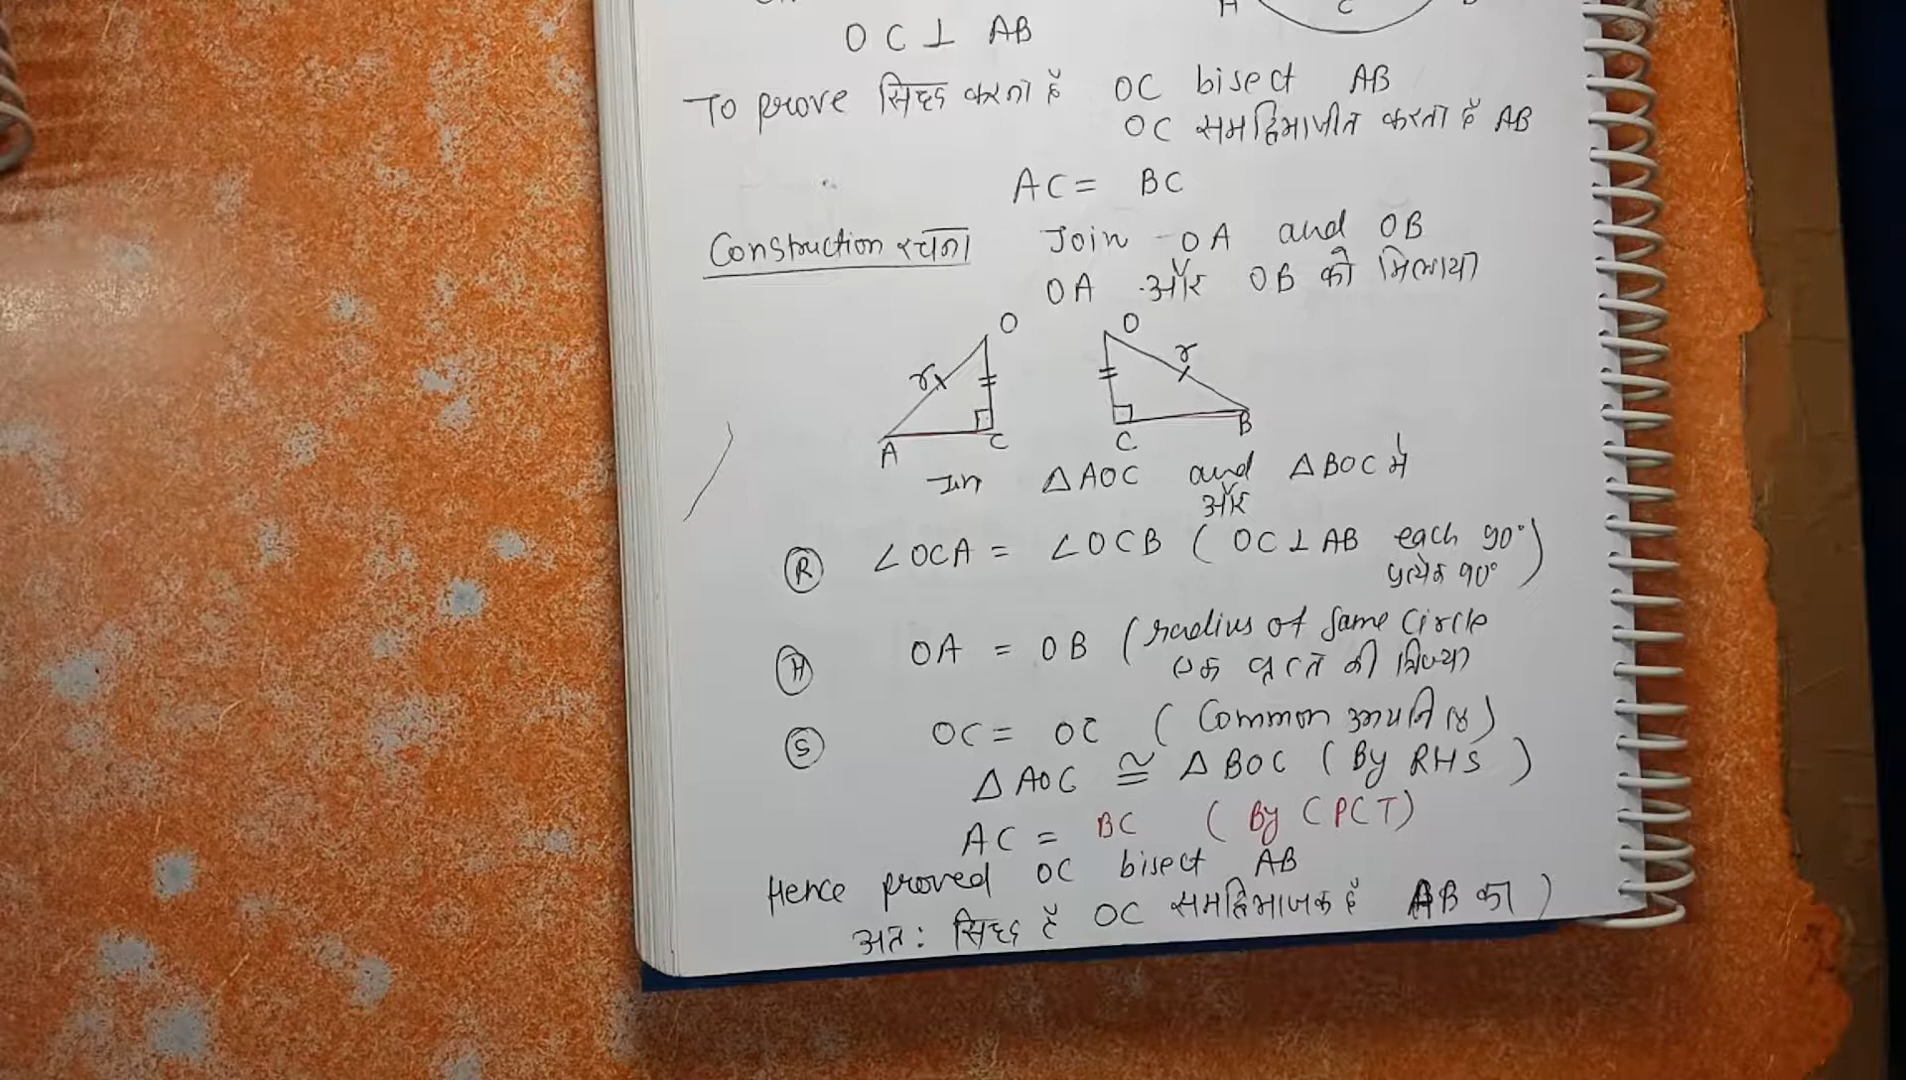 OC ⊥ AB
To prove सिद्ध करना है OC bisect AB
OC समद्विभाजीत करता है AB
AC = BC
Construction रचना Join OA and OB
OA और OB को मिलाया
O O
r r
A C C B
In △AOC and △BOC में
और
R ∠OCA = ∠OCB ( OC ⊥ AB each 90°)
प्रत्येक 90°
H OA = OB ( radius of same circle
एक वृत्त की त्रिज्या
S OC = OC ( Common उभयनिष्ठ )
△AOC ≅ △BOC ( By RHS )
AC = BC ( By CPCT)
Hence proved OC bisect AB
अत: सिद्ध है OC समद्विभाजक है AB का )